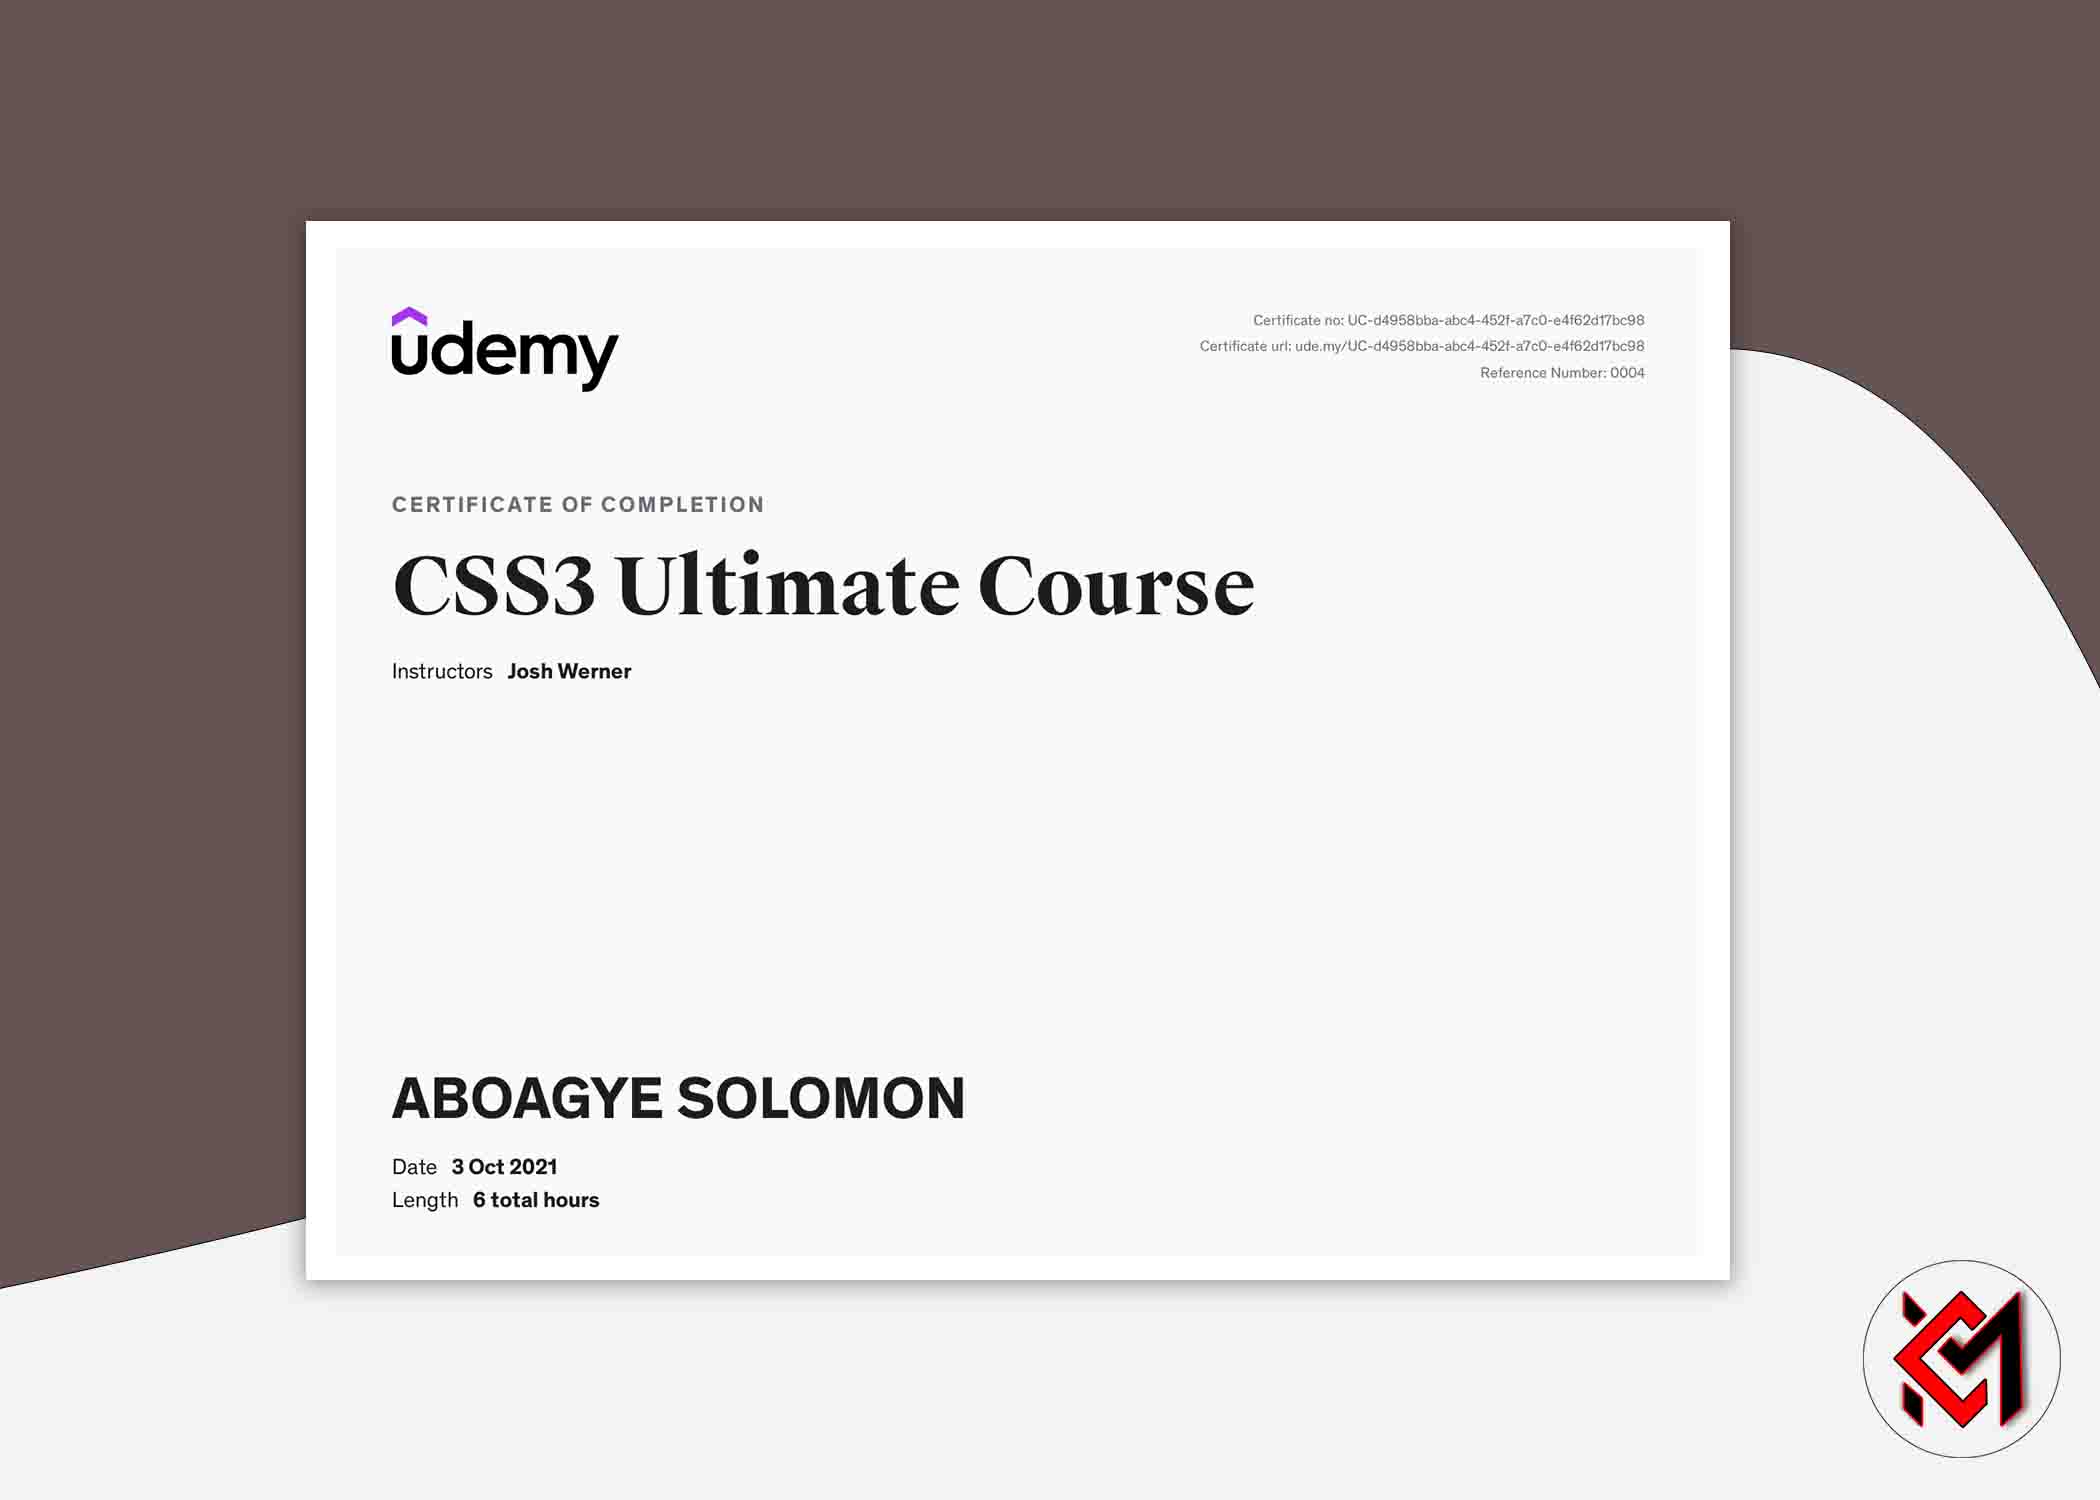 udemy
Certificate no: UC-d4958bba-abc4-452f-a7c0-e4f62d17bc98
Certificate url: ude.my/UC-d4958bba-abc4-452f-a7c0-e4f62d17bc98
Reference Number: 0004
CERTIFICATE OF COMPLETION
CSS3 Ultimate Course
Instructors Josh Werner
ABOAGYE SOLOMON
Date 3 Oct 2021
Length 6 total hours